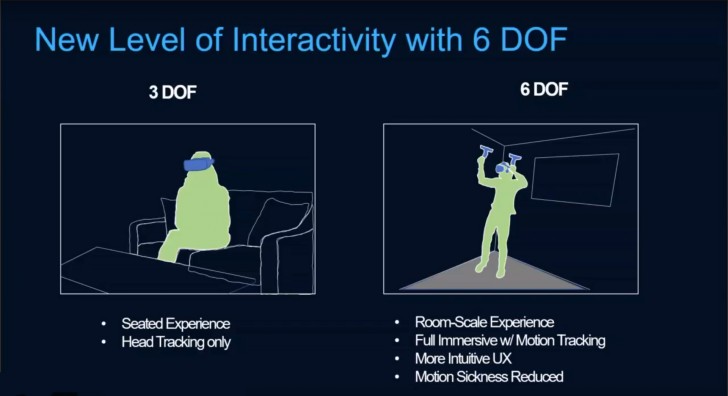 New Level of Interactivity with 6 DOF
3 DOF
6 DOF
• Seated Experience
• Head Tracking only
• Room-Scale Experience
• Full Immersive w/ Motion Tracking
• More Intuitive UX
• Motion Sickness Reduced